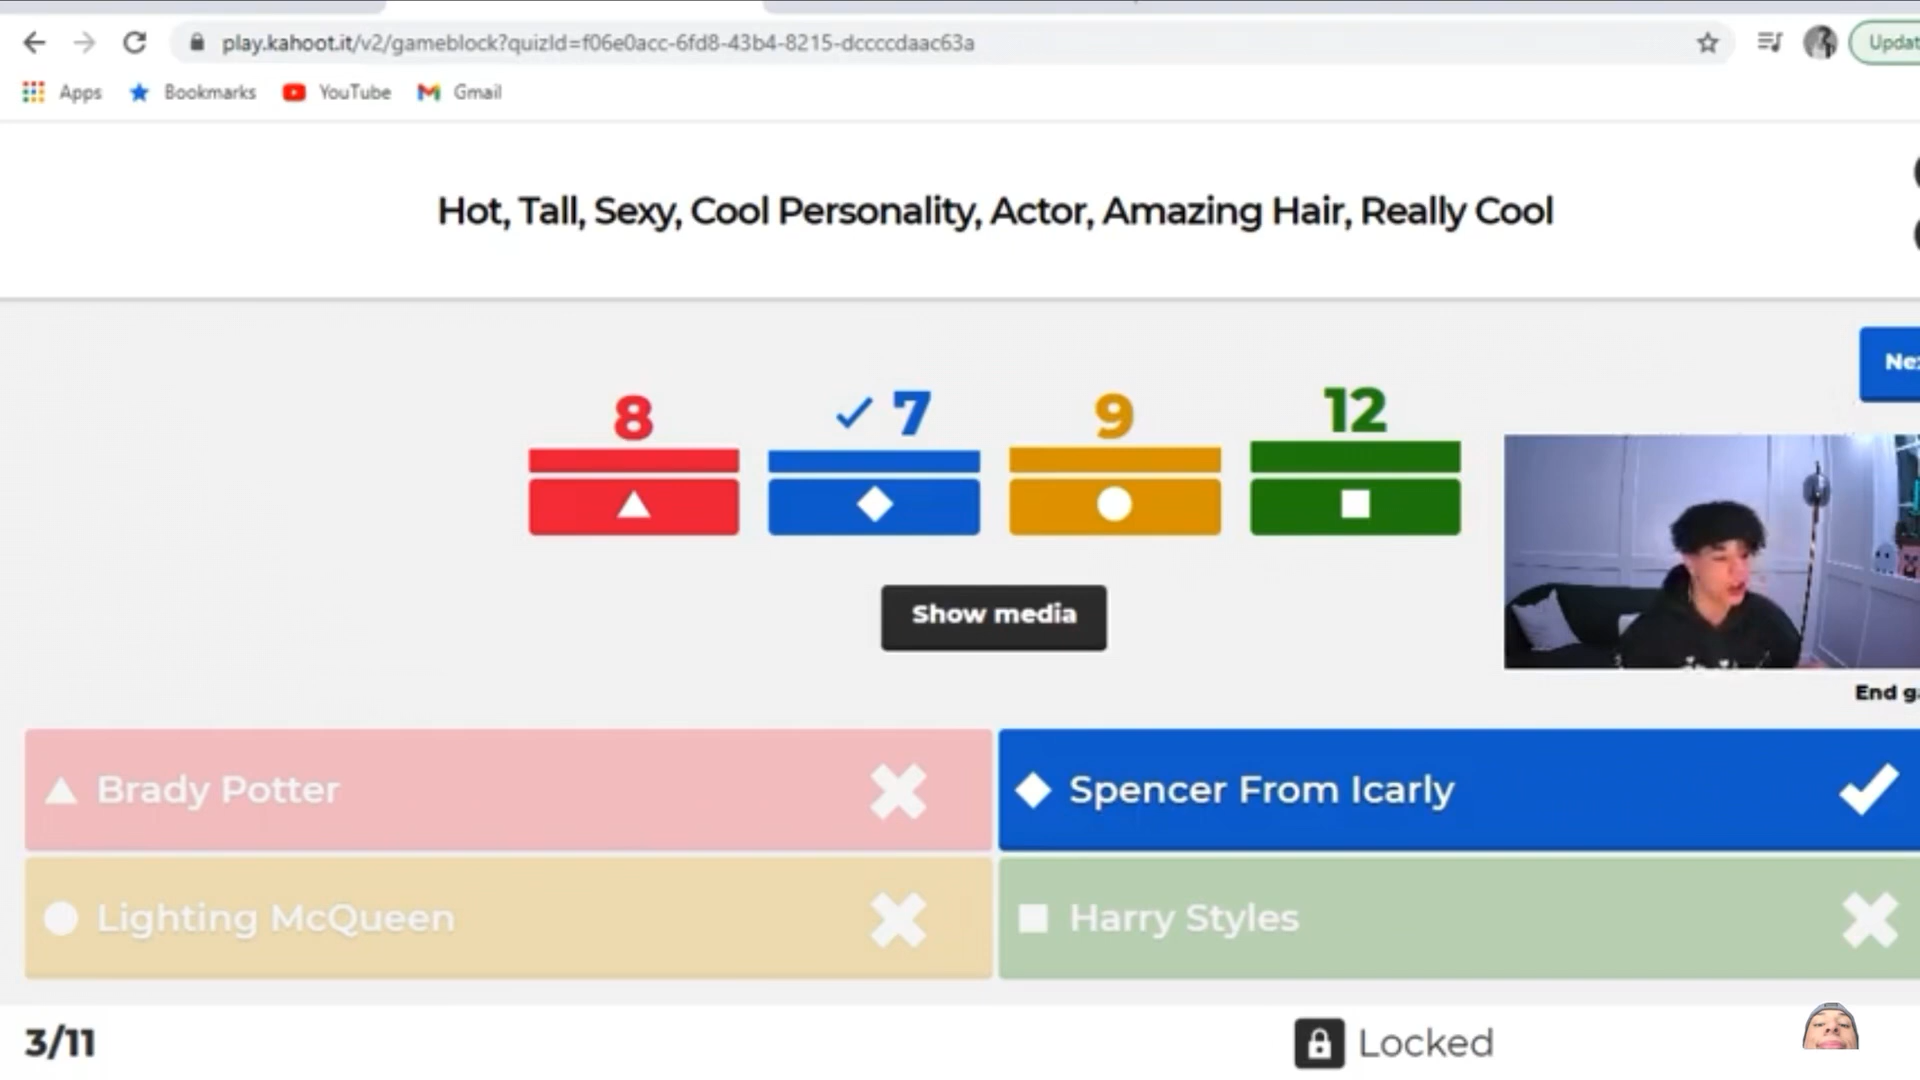 play.kahoot.it/v2/gameblock?quizId=f06e0acc-6fd8-43b4-8215-dccccdaac63a
Updat
Apps
Bookmarks
YouTube
Gmail
Hot, Tall, Sexy, Cool Personality, Actor, Amazing Hair, Really Cool
Nex
8
7
9
12
Show media
End ga
Brady Potter
Spencer From Icarly
Lighting McQueen
Harry Styles
3/11
Locked